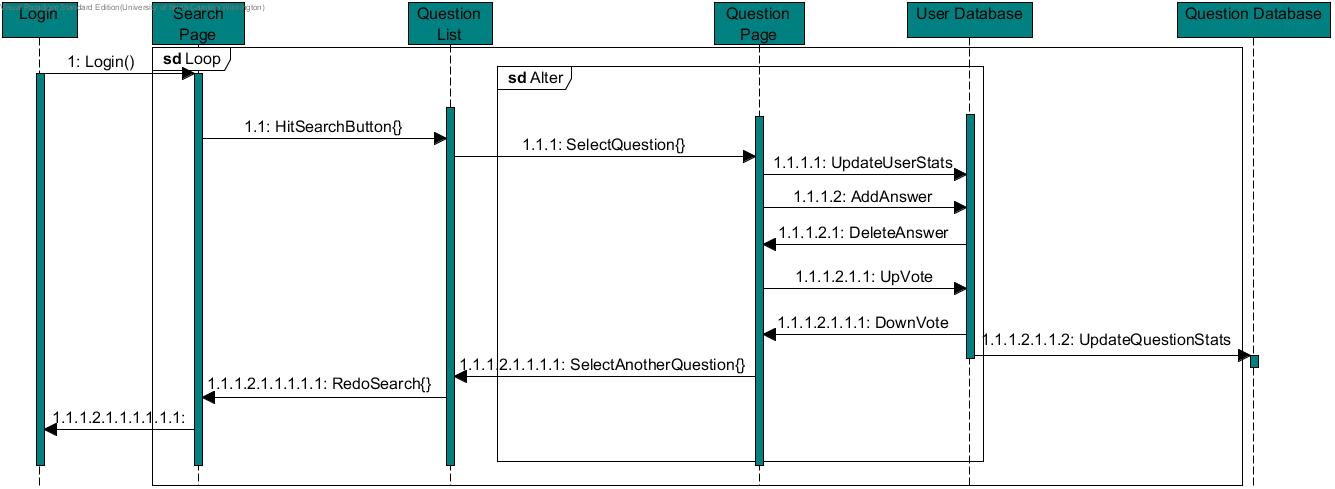 Login
Search
Page
Question
List
Question
Page
User Database
Question Database
sd Loop
1: Login()
sd Alter
1.1: HitSearchButton{}
1.1.1: SelectQuestion{}
1.1.1.1: UpdateUserStats
1.1.1.2: AddAnswer
1.1.1.2.1: DeleteAnswer
1.1.1.2.1.1: UpVote
1.1.1.2.1.1.1: DownVote
1.1.1.2.1.1.2: UpdateQuestionStats
1.1.1.2.1.1.1.1: SelectAnotherQuestion{}
1.1.1.2.1.1.1.1.1: RedoSearch{}
1.1.1.2.1.1.1.1.1.1: